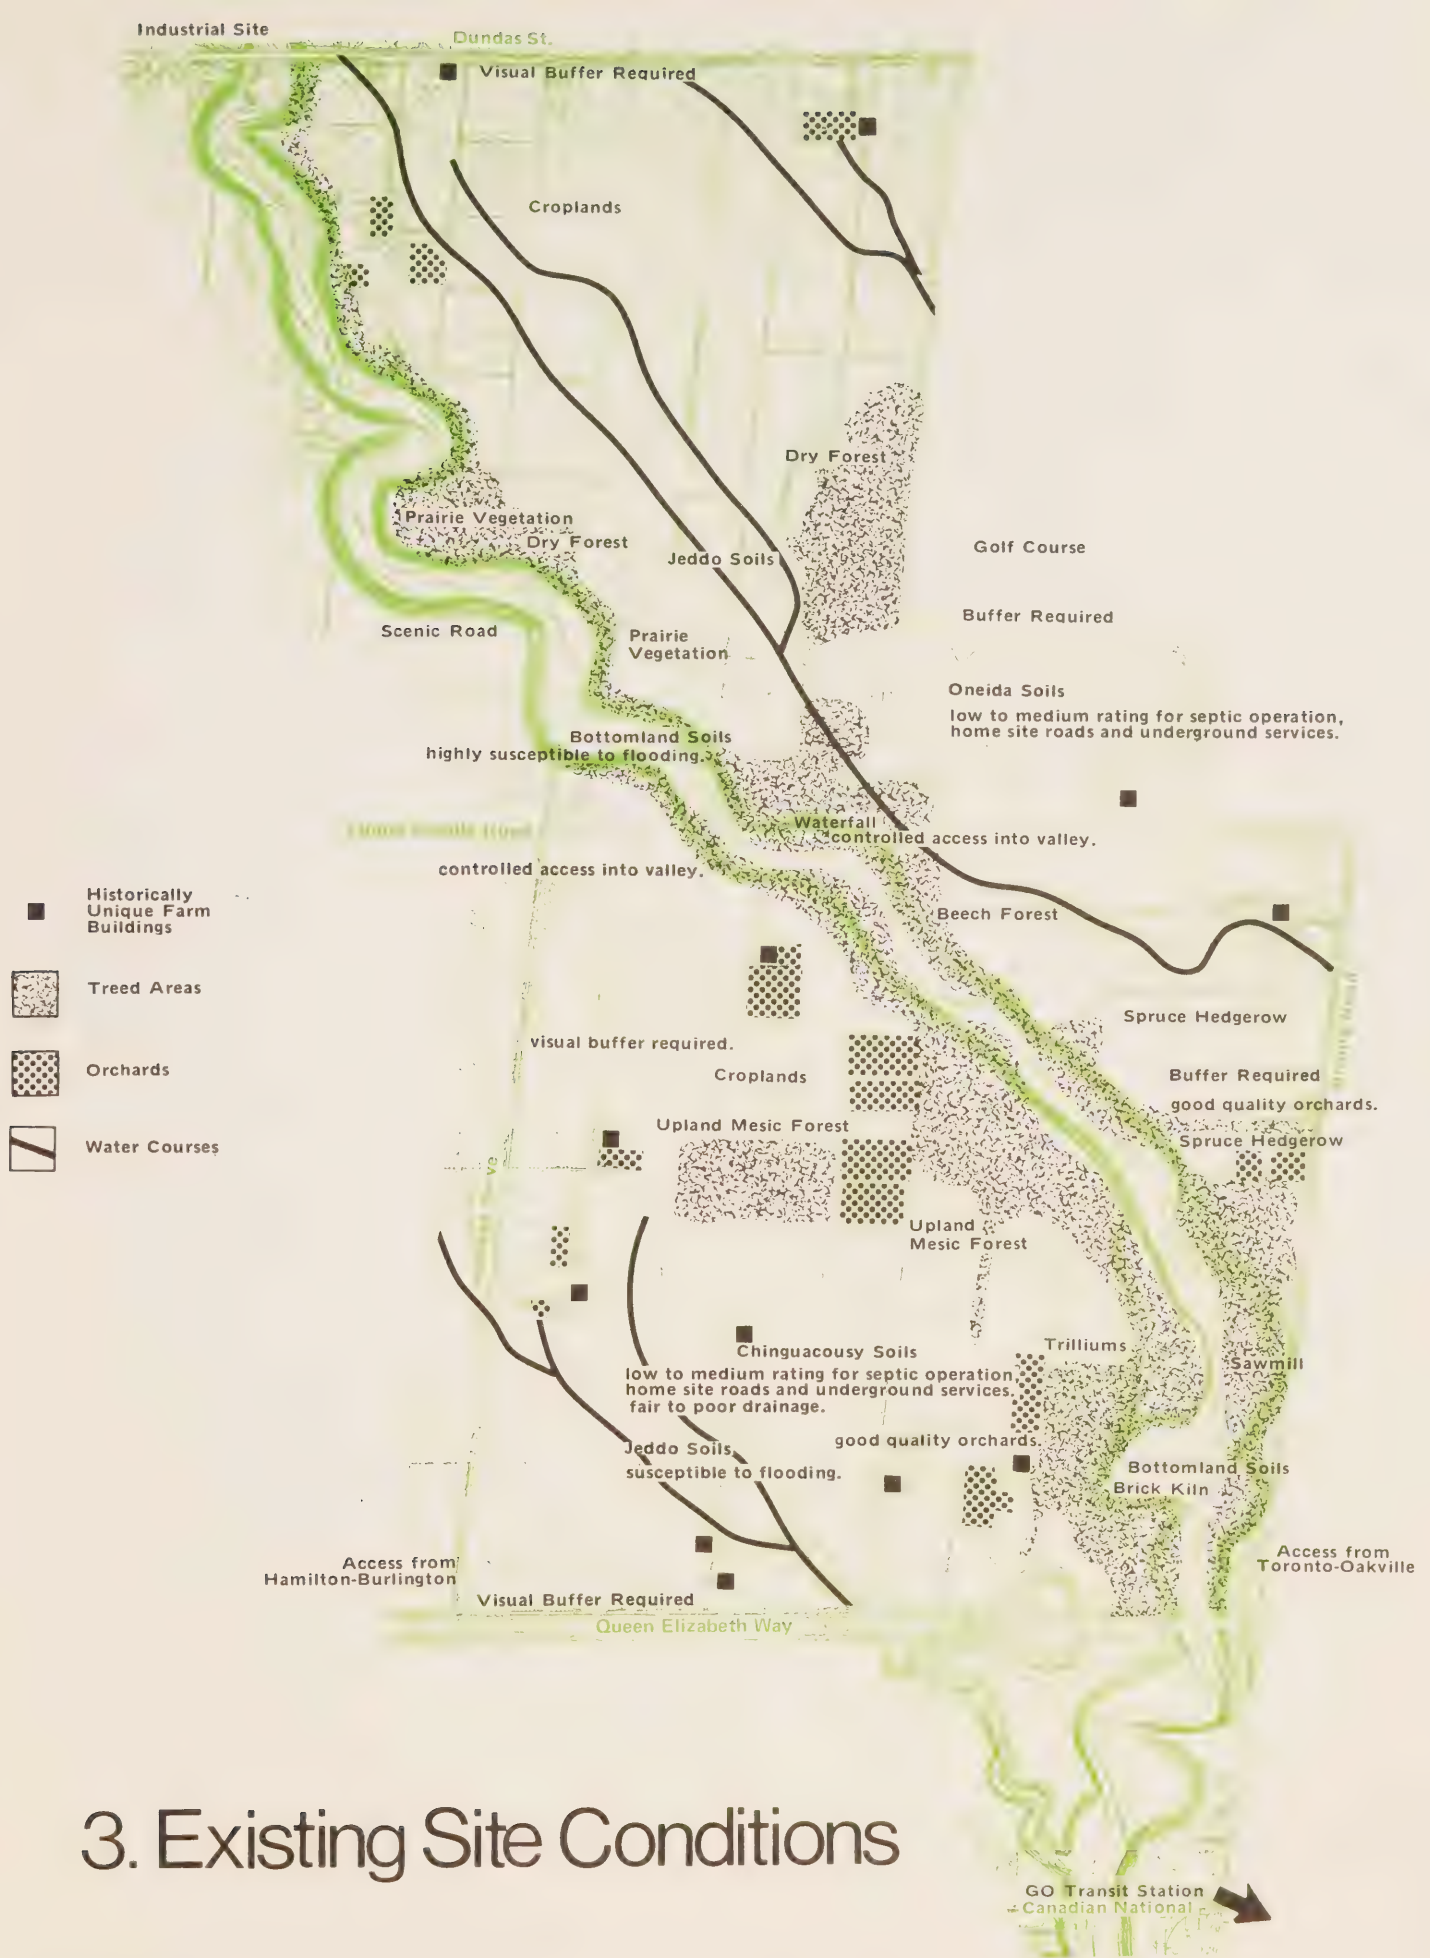 Industrial Site
Dundas St.
Visual Buffer Required
Croplands
Dry Forest
Prairie Vegetation
Dry Forest
Golf Course
Jeddo Soils
Buffer Required
Scenic Road
Prairie
Vegetation
Oneida Soils
low to medium rating for septic operation,
home site roads and underground services.
Bottomland Soils
highly susceptible to flooding.
Waterfall
controlled access into valley.
controlled access into valley.
Historically
Unique Farm
Buildings
Beech Forest
Treed Areas
Spruce Hedgerow
visual buffer required.
Orchards
Croplands
Buffer Required
good quality orchards.
Upland Mesic Forest
Spruce Hedgerow
Water Courses
Upland
Mesic Forest
Trilliums
Chinguacousy Soils
Sawmill
low to medium rating for septic operation,
home site roads and underground services.
fair to poor drainage.
good quality orchards.
Jeddo Soils
susceptible to flooding.
Bottomland Soils
Brick Kiln
Access from
Hamilton-Burlington
Access from
Toronto-Oakville
Visual Buffer Required
Queen Elizabeth Way
3. Existing Site Conditions
GO Transit Station
Canadian National